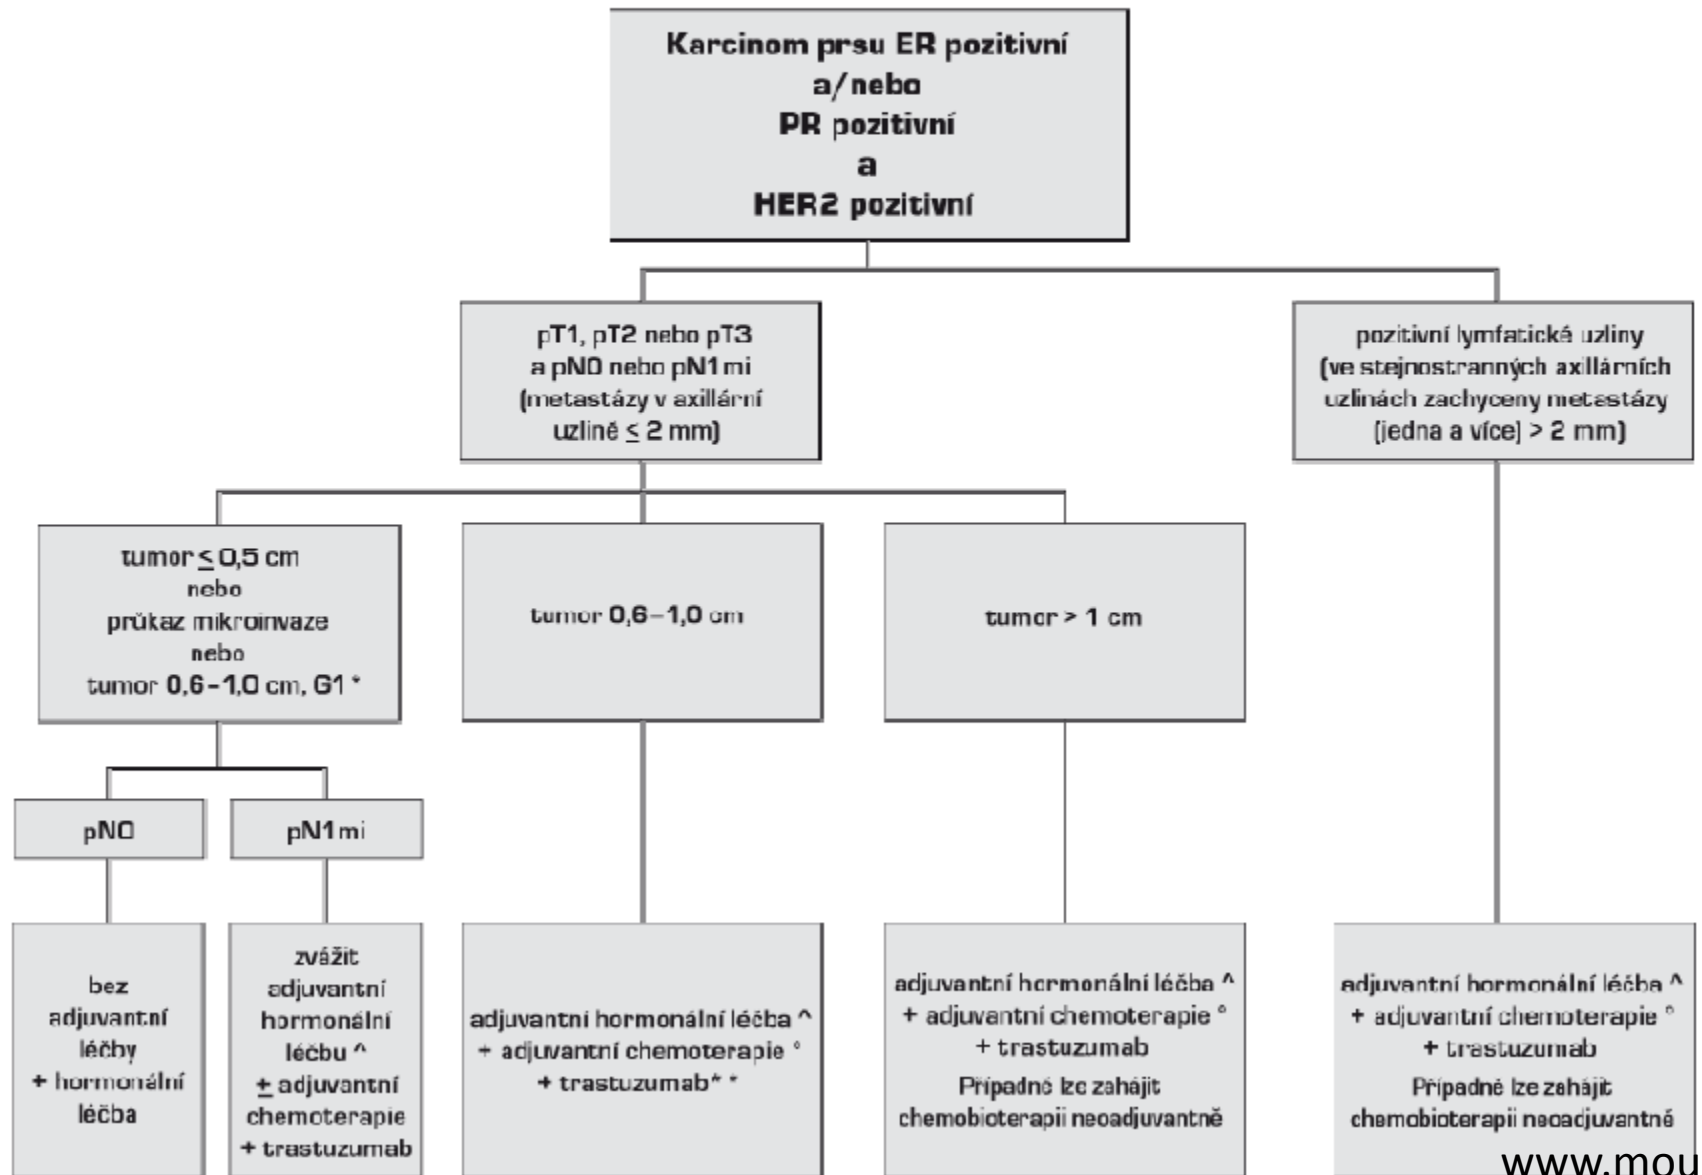 Karcinom prsu ER pozitivní
a/nebo
PR pozitivní
a
HER2 pozitivní
pT1, pT2 nebo pT3
a pN0 nebo pN1mi
(metastázy v axillární
uzlině ≤ 2 mm)
pozitivní lymfatické uzliny
(ve stejnostranných axillárních
uzlinách zachyceny metastázy
(jedna a více) > 2 mm)
tumor ≤ 0,5 cm
nebo
průkaz mikroinvaze
nebo
tumor 0,6–1,0 cm, G1 *
tumor 0,6–1,0 cm
tumor > 1 cm
pN0
pN1mi
bez
adjuvantní
léčby
+ hormonální
léčba
zvážit
adjuvantní
hormonální
léčbu ^
± adjuvantní
chemoterapie
+ trastuzumab
adjuvantní hormonální léčba ^
+ adjuvantní chemoterapie °
+ trastuzumab* *
adjuvantní hormonální léčba ^
+ adjuvantní chemoterapie °
+ trastuzumab
Případně lze zahájit
chemobioterapii neoadjuvantně
adjuvantní hormonální léčba ^
+ adjuvantní chemoterapie °
+ trastuzumab
Případně lze zahájit
chemobioterapii neoadjuvantně
www.mou